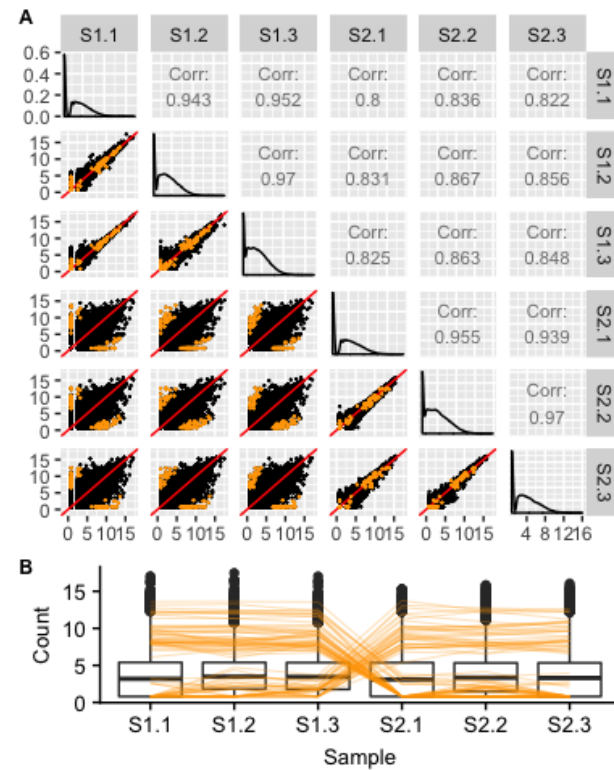 A
S1.1 S1.2 S1.3 S2.1 S2.2 S2.3
0.6
0.4
0.2
0.0
Corr: Corr: Corr: Corr: Corr:
0.943 0.952 0.8 0.836 0.822
S1.1
15
10
5
0
Corr: Corr: Corr: Corr:
0.97 0.831 0.867 0.856
S1.2
15
10
5
0
Corr: Corr: Corr:
0.825 0.863 0.848
S1.3
15
10
5
0
Corr: Corr:
0.955 0.939
S2.1
15
10
5
0
Corr:
0.97
S2.2
15
10
5
0
S2.3
0 5 1015 0 5 1015 0 5 1015 0 5 1015 0 5 1015 4 8 1216
B
Count
15
10
5
0
S1.1 S1.2 S1.3 S2.1 S2.2 S2.3
Sample